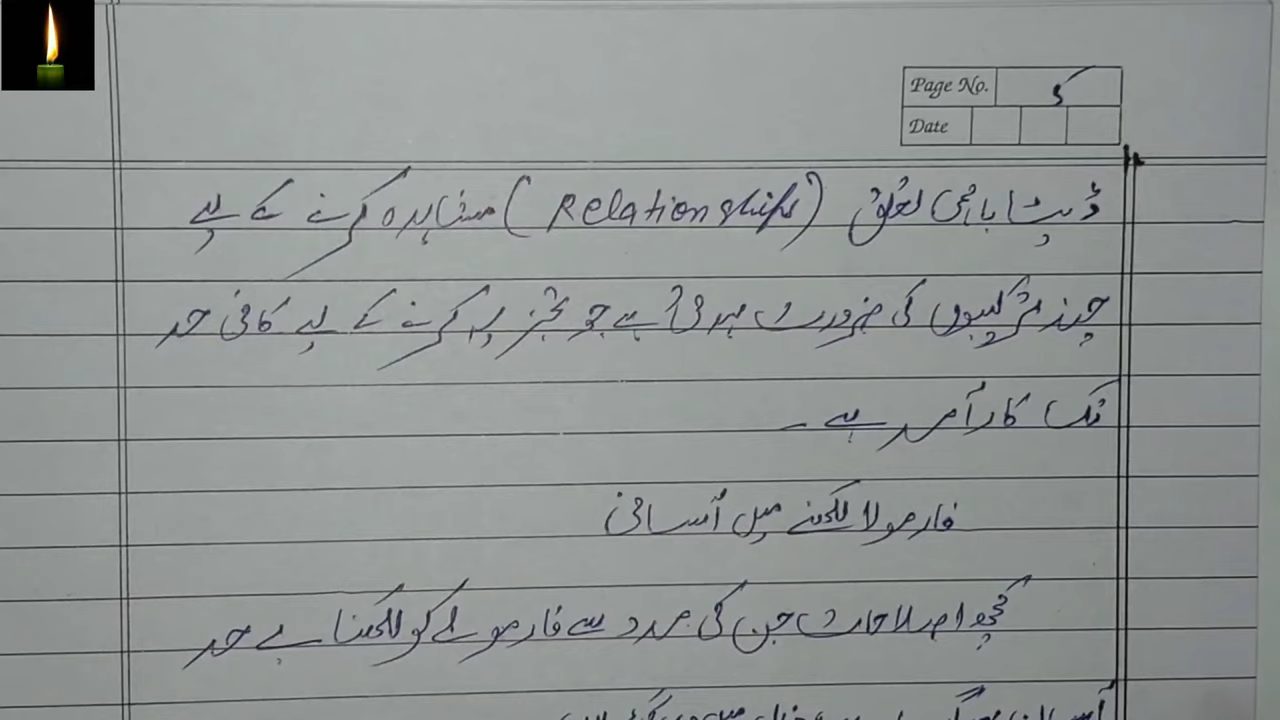 Page No. 5
Date
ڈیٹا باہمی تعلق (Relationships) مشاہدہ کرنے کے لیے
چند ترکیبوں کی ضرورت ہوتی ہے جو تجزیہ کرنے کے لیے کافی حد
تک کارآمد ہے۔
فارمولا لکھنے میں آسانی
کچھ اصلاحات جن کی مدد سے فارمولے کو لکھنا بے حد